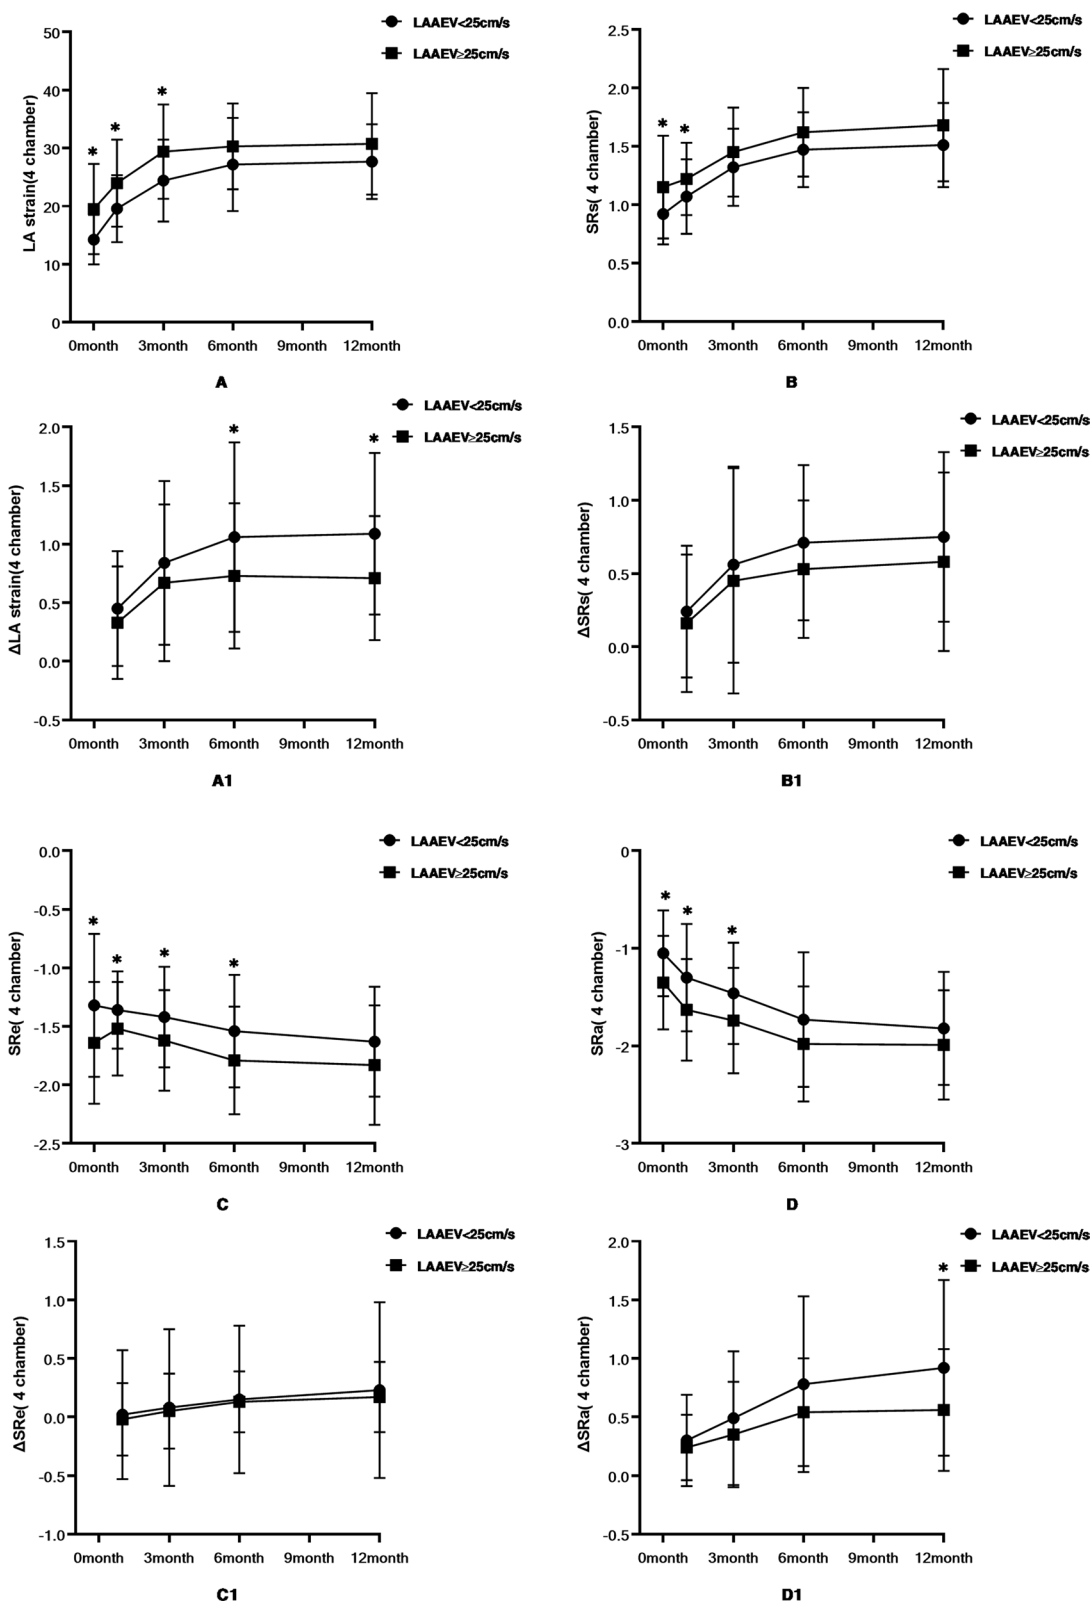 LAAEV<25cm/s
LAAEV≥25cm/s
LA strain(4 chamber)
50
40
30
20
10
0
* * *
0month 3month 6month 9month 12month
A
LAAEV<25cm/s
LAAEV≥25cm/s
SRs( 4 chamber)
2.5
2.0
1.5
1.0
0.5
0.0
* *
0month 3month 6month 9month 12month
B
LAAEV<25cm/s
LAAEV≥25cm/s
ΔLA strain(4 chamber)
2.0
1.5
1.0
0.5
0.0
-0.5
* *
0month 3month 6month 9month 12month
A1
LAAEV<25cm/s
LAAEV≥25cm/s
ΔSRs( 4 chamber)
1.5
1.0
0.5
0.0
-0.5
0month 3month 6month 9month 12month
B1
LAAEV<25cm/s
LAAEV≥25cm/s
SRe( 4 chamber)
0.0
-0.5
-1.0
-1.5
-2.0
-2.5
* * * *
0month 3month 6month 9month 12month
C
LAAEV<25cm/s
LAAEV≥25cm/s
SRa( 4 chamber)
0
-1
-2
-3
* * *
0month 3month 6month 9month 12month
D
LAAEV<25cm/s
LAAEV≥25cm/s
ΔSRe( 4 chamber)
1.5
1.0
0.5
0.0
-0.5
-1.0
0month 3month 6month 9month 12month
C1
LAAEV<25cm/s
LAAEV≥25cm/s
ΔSRa( 4 chamber)
2.0
1.5
1.0
0.5
0.0
-0.5
*
0month 3month 6month 9month 12month
D1